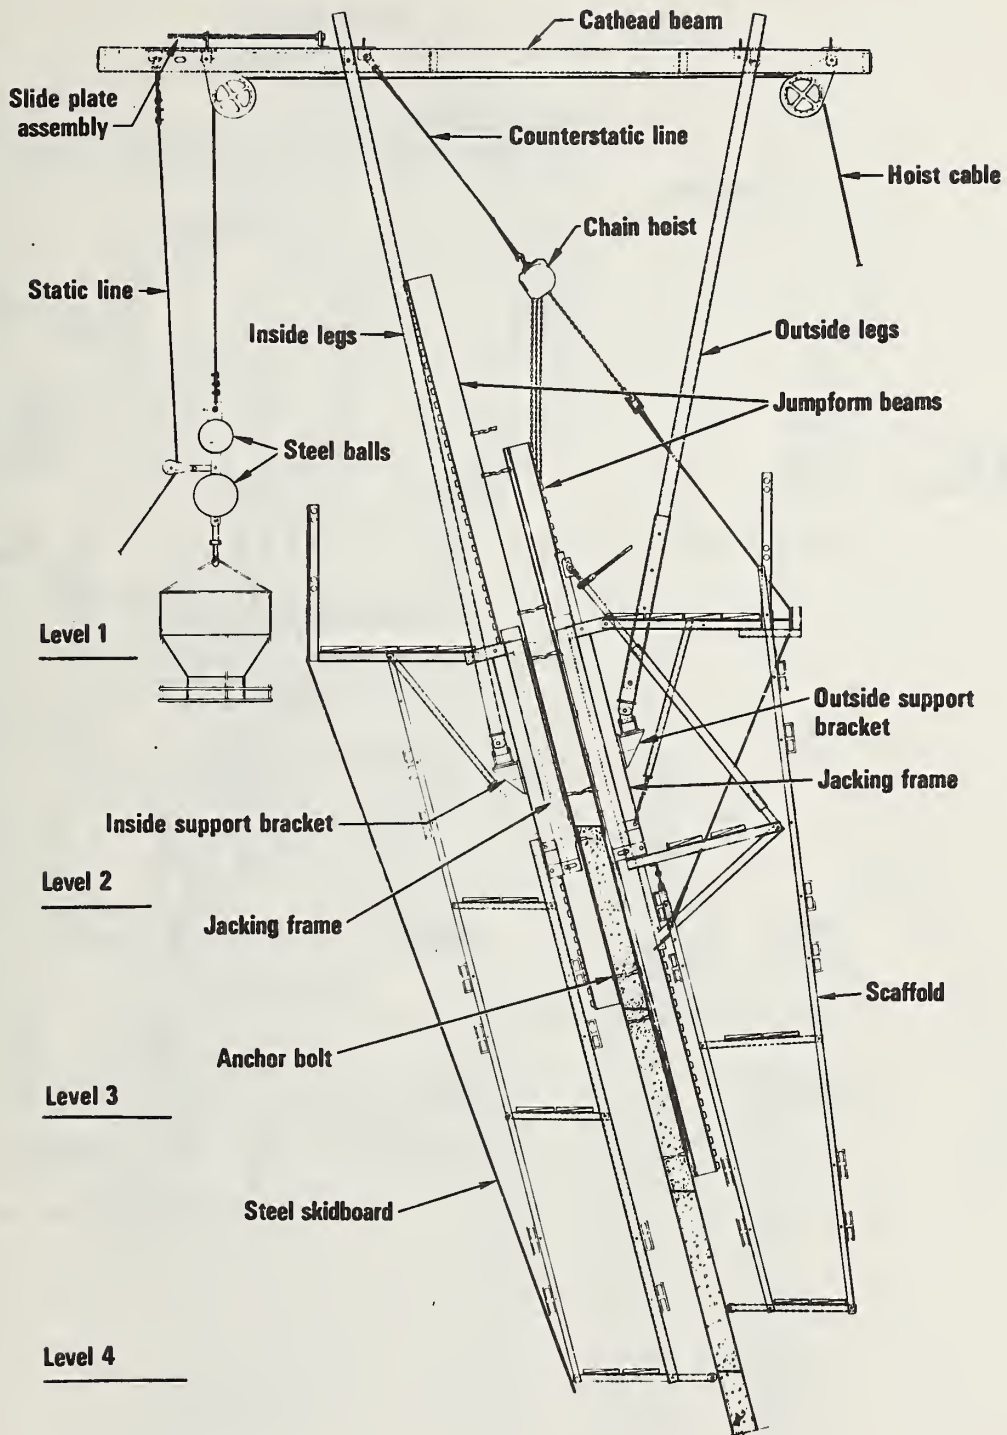 Cathead beam
Slide plate
assembly
Counterstatic line
Hoist cable
Chain hoist
Static line
Inside legs
Outside legs
Jumpform beams
Steel balls
Level 1
Outside support
bracket
Jacking frame
Inside support bracket
Level 2
Jacking frame
Scaffold
Anchor bolt
Level 3
Steel skidboard
Level 4